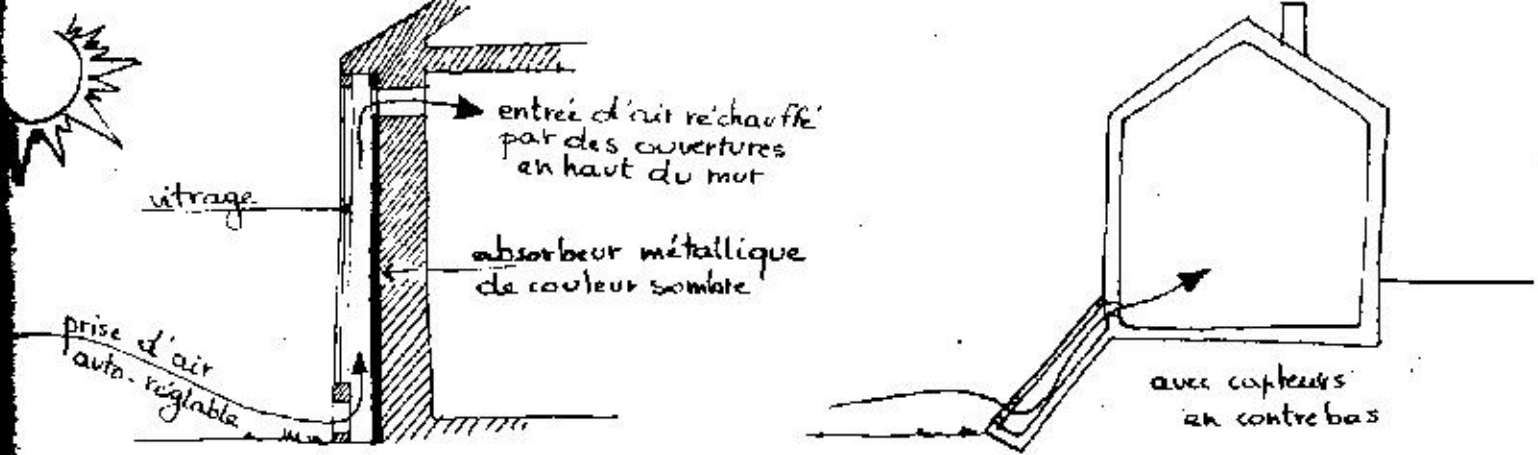 entrée d'air réchauffé
par des ouvertures
en haut du mur
vitrage
absorbeur métallique
de couleur sombre
prise d'air
auto-réglable
avec capteurs
en contrebas